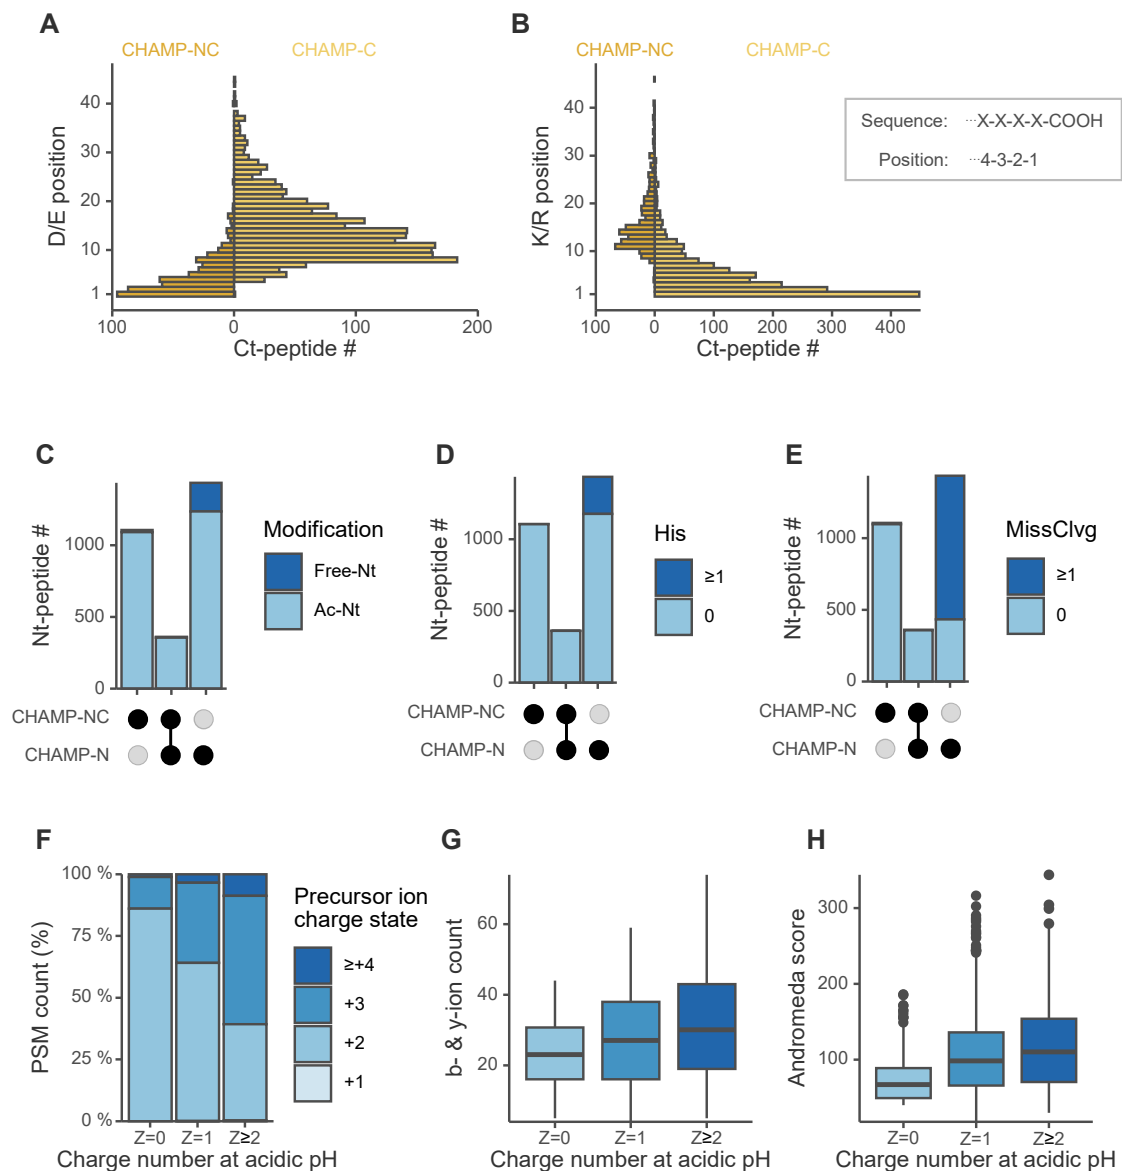 A
CHAMP-NC
CHAMP-C
D/E position
40
30
20
10
1
100
0
100
200
Ct-peptide #
B
CHAMP-NC
CHAMP-C
K/R position
40
30
20
10
1
100
0
100
200
300
400
Ct-peptide #
Sequence: ···X-X-X-X-COOH
Position: ···4-3-2-1
C
Nt-peptide #
1000
500
0
Modification
Free-Nt
Ac-Nt
CHAMP-NC
CHAMP-N
D
Nt-peptide #
1000
500
0
His
≥1
0
CHAMP-NC
CHAMP-N
E
Nt-peptide #
1000
500
0
MissClvg
≥1
0
CHAMP-NC
CHAMP-N
F
PSM count (%)
100 %
75 %
50 %
25 %
0 %
Z=0
Z=1
Z≥2
Charge number at acidic pH
Precursor ion
charge state
≥+4
+3
+2
+1
G
b- & y-ion count
60
40
20
Z=0
Z=1
Z≥2
Charge number at acidic pH
H
Andromeda score
300
200
100
Z=0
Z=1
Z≥2
Charge number at acidic pH